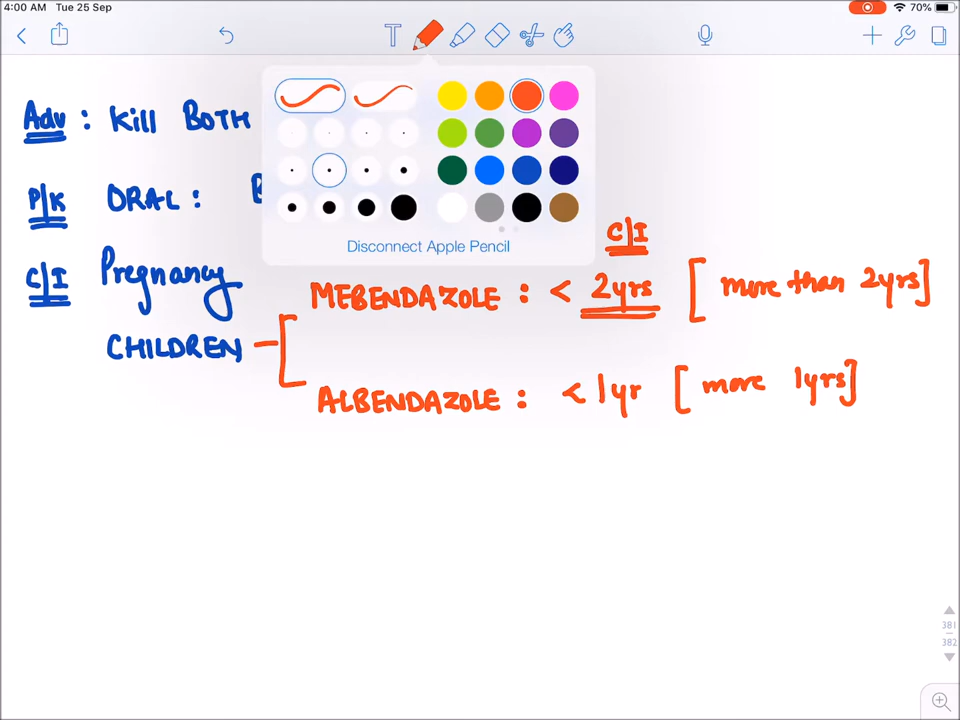 4:00 AM Tue 25 Sep 70%
T
Adv : Kill BOTH
P/K ORAL :
Disconnect Apple Pencil
C/I
C/I Pregnancy
MEBENDAZOLE : < 2yrs [more than 2yrs]
CHILDREN
ALBENDAZOLE : < 1yr [more 1yrs]
381
382